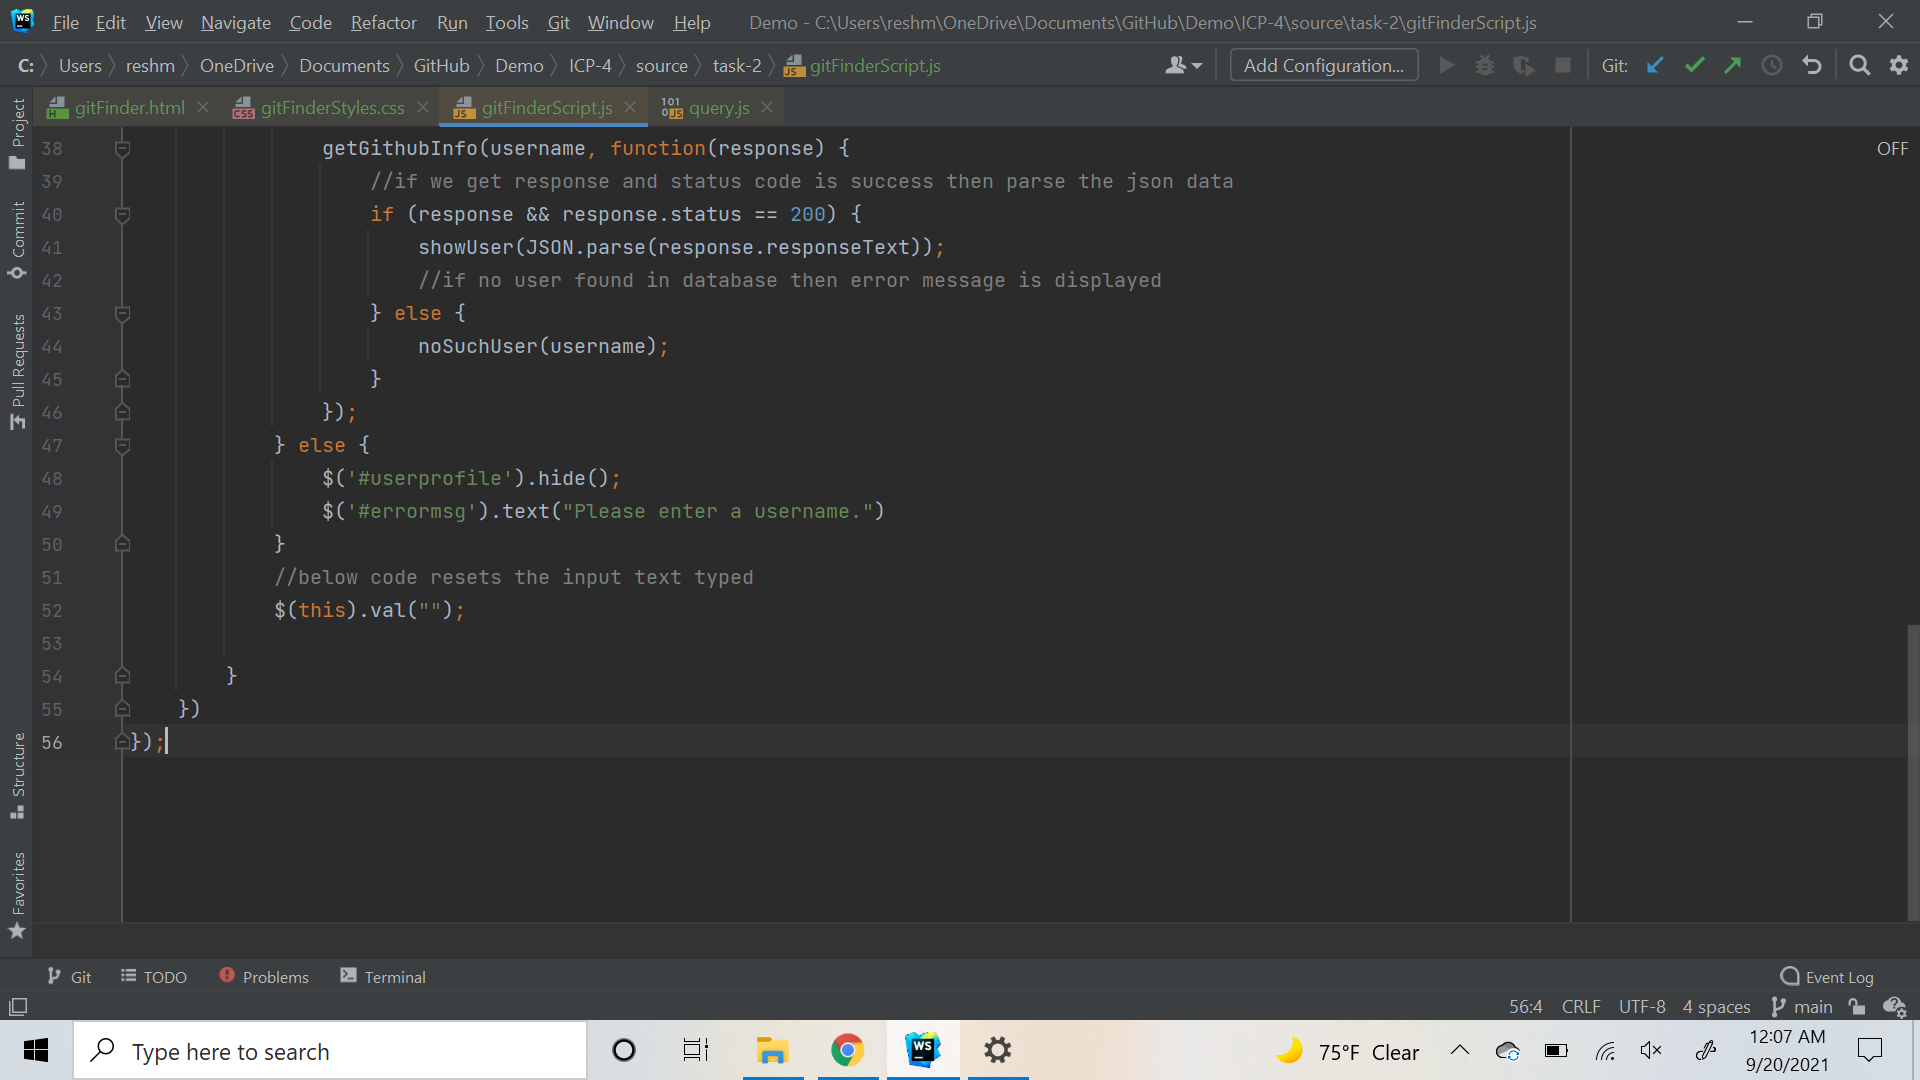 WS File Edit View Navigate Code Refactor Run Tools Git Window Help Demo - C:\Users\reshm\OneDrive\Documents\GitHub\Demo\ICP-4\source\task-2\gitFinderScript.js
C: Users reshm OneDrive Documents GitHub Demo ICP-4 source task-2 JS gitFinderScript.js Add Configuration... Git:
H gitFinder.html CSS gitFinderStyles.css JS gitFinderScript.js 101 0 JS query.js
Project
Commit
Pull Requests
Structure
Favorites
OFF
38 getGithubInfo(username, function(response) {
39 //if we get response and status code is success then parse the json data
40 if (response && response.status == 200) {
41 showUser(JSON.parse(response.responseText));
42 //if no user found in database then error message is displayed
43 } else {
44 noSuchUser(username);
45 }
46 });
47 } else {
48 $('#userprofile').hide();
49 $('#errormsg').text("Please enter a username.")
50 }
51 //below code resets the input text typed
52 $(this).val("");
53
54 }
55 })
56 });
Git TODO Problems Terminal Event Log
56:4 CRLF UTF-8 4 spaces main
Type here to search WS 75°F Clear 12:07 AM
9/20/2021